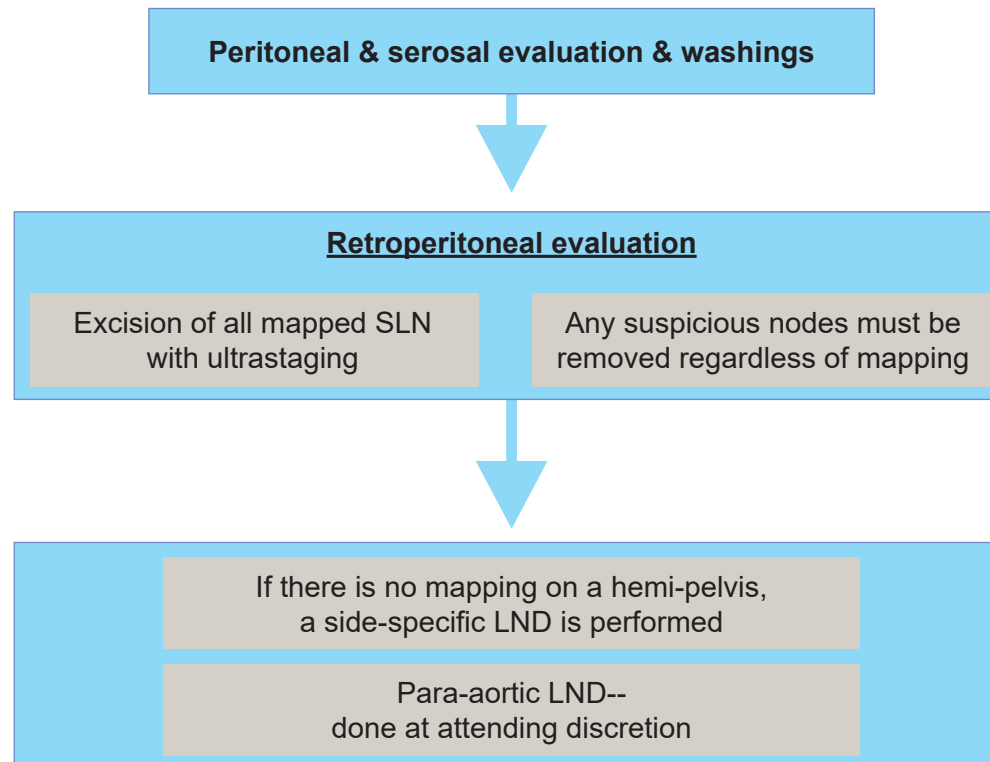 Peritoneal & serosal evaluation & washings
Retroperitoneal evaluation
Excision of all mapped SLN
with ultrastaging
Any suspicious nodes must be
removed regardless of mapping
If there is no mapping on a hemi-pelvis,
a side-specific LND is performed
Para-aortic LND--
done at attending discretion